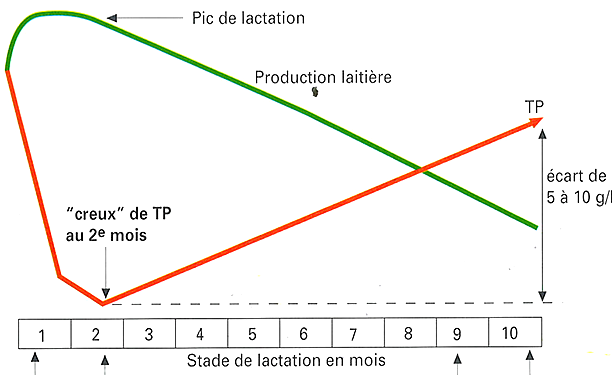 Pic de lactation
Production laitière
TP
écart de
5 à 10 g/l
"creux" de TP
au 2e mois
1 2 3 4 5 6 7 8 9 10
Stade de lactation en mois